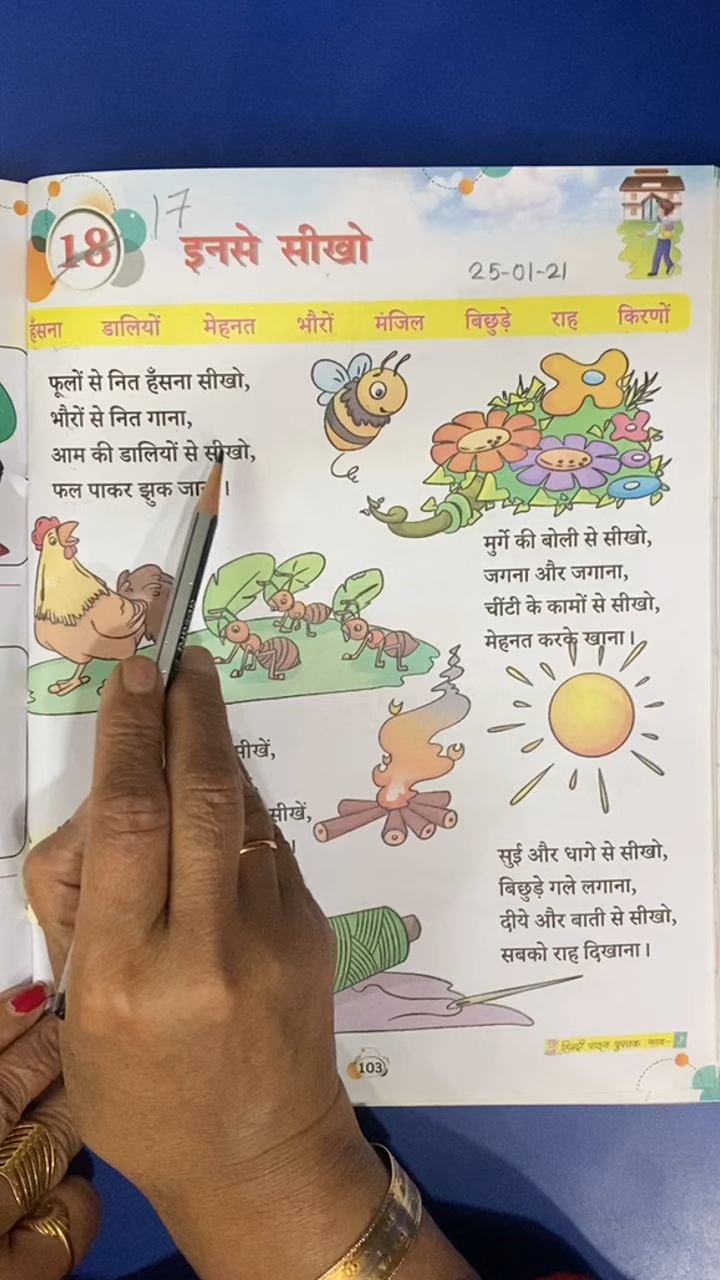 17
18
इनसे सीखो
25-01-21
हँसना डालियों मेहनत भौरों मंजिल बिछुड़े राह किरणों
फूलों से नित हँसना सीखो,
भौरों से नित गाना,
आम की डालियों से सीखो,
फल पाकर झुक
मुर्गे की बोली से सीखो,
जगना और जगाना,
चींटी के कामों से सीखो,
मेहनत करके खाना।
सीखें,
सीखें,
सुई और धागे से सीखो,
बिछुड़े गले लगाना,
दीये और बाती से सीखो,
सबको राह दिखाना।
हिन्दी पाठ्य पुस्तक भाग-
103